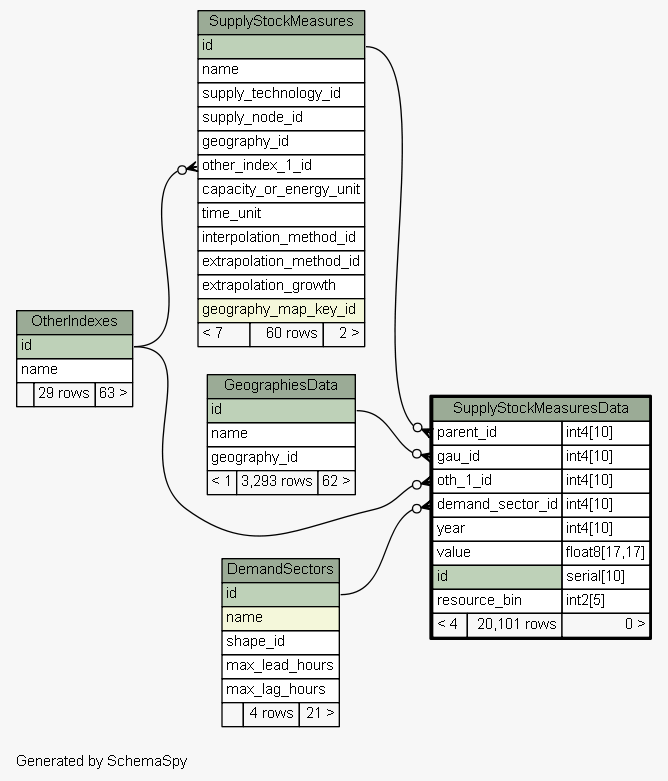 SupplyStockMeasures
id
name
supply_technology_id
supply_node_id
geography_id
other_index_1_id
capacity_or_energy_unit
time_unit
interpolation_method_id
extrapolation_method_id
extrapolation_growth
geography_map_key_id
< 7 60 rows 2 >
OtherIndexes
id
name
29 rows 63 >
GeographiesData
id
name
geography_id
< 1 3,293 rows 62 >
SupplyStockMeasuresData
parent_id int4[10]
gau_id int4[10]
oth_1_id int4[10]
demand_sector_id int4[10]
year int4[10]
value float8[17,17]
id serial[10]
resource_bin int2[5]
< 4 20,101 rows 0 >
DemandSectors
id
name
shape_id
max_lead_hours
max_lag_hours
4 rows 21 >
Generated by SchemaSpy